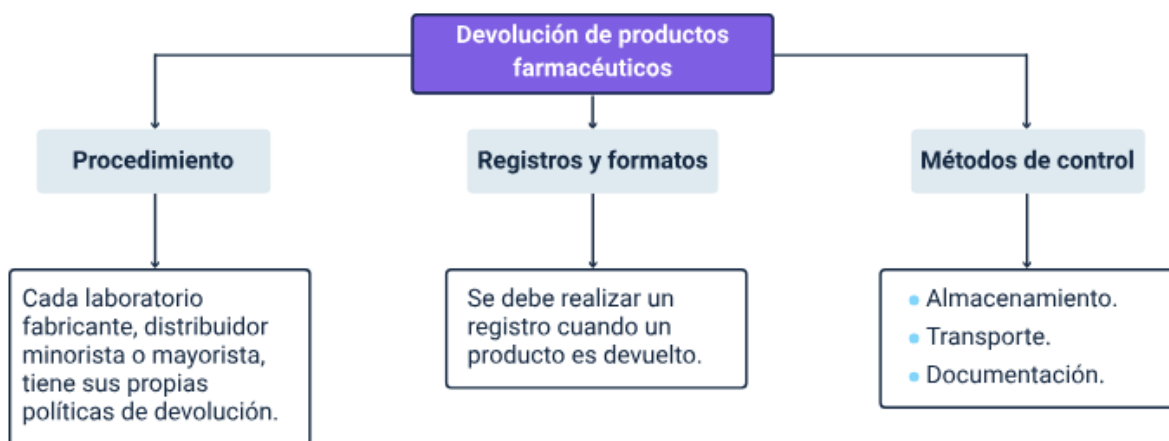 Devolución de productos
farmacéuticos
Procedimiento
Registros y formatos
Métodos de control
Cada laboratorio
fabricante, distribuidor
minorista o mayorista,
tiene sus propias
políticas de devolución.
Se debe realizar un
registro cuando un
producto es devuelto.
Almacenamiento.
Transporte.
Documentación.